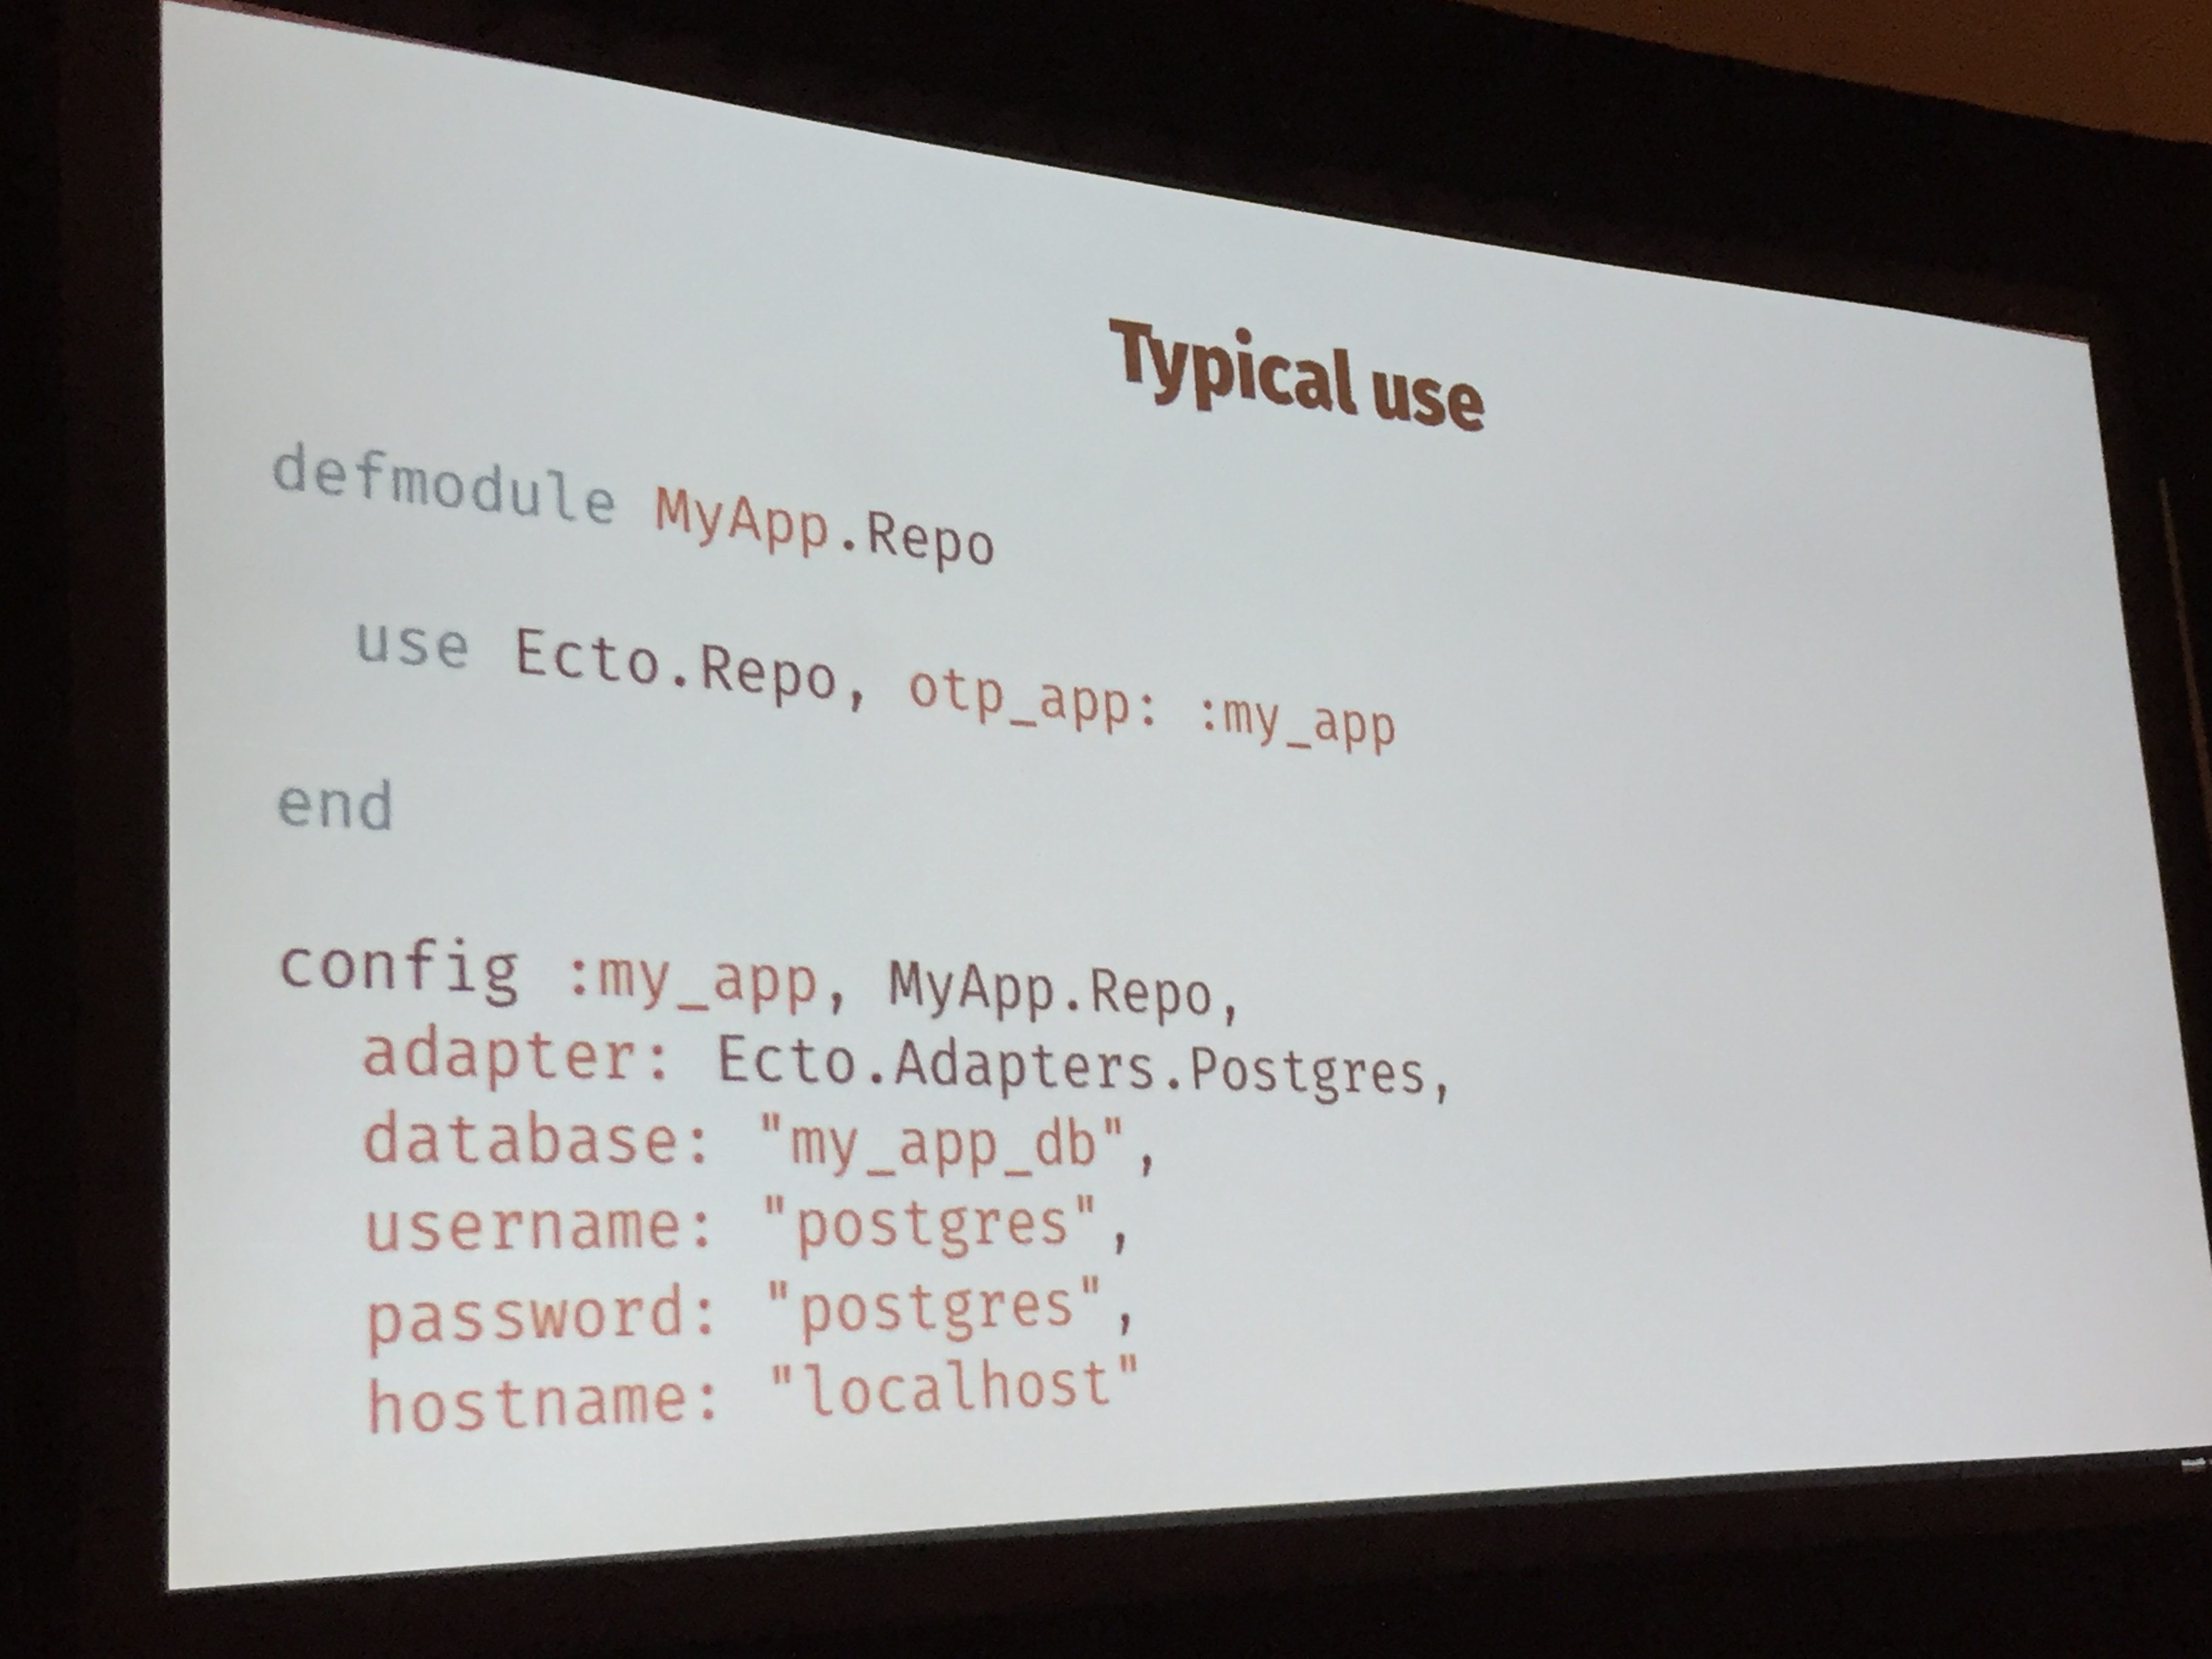 Typical use
defmodule MyApp.Repo
use Ecto.Repo, otp_app: :my_app
end
config :my_app, MyApp.Repo,
adapter: Ecto.Adapters.Postgres,
database: "my_app_db",
username: "postgres",
password: "postgres",
hostname: "localhost"